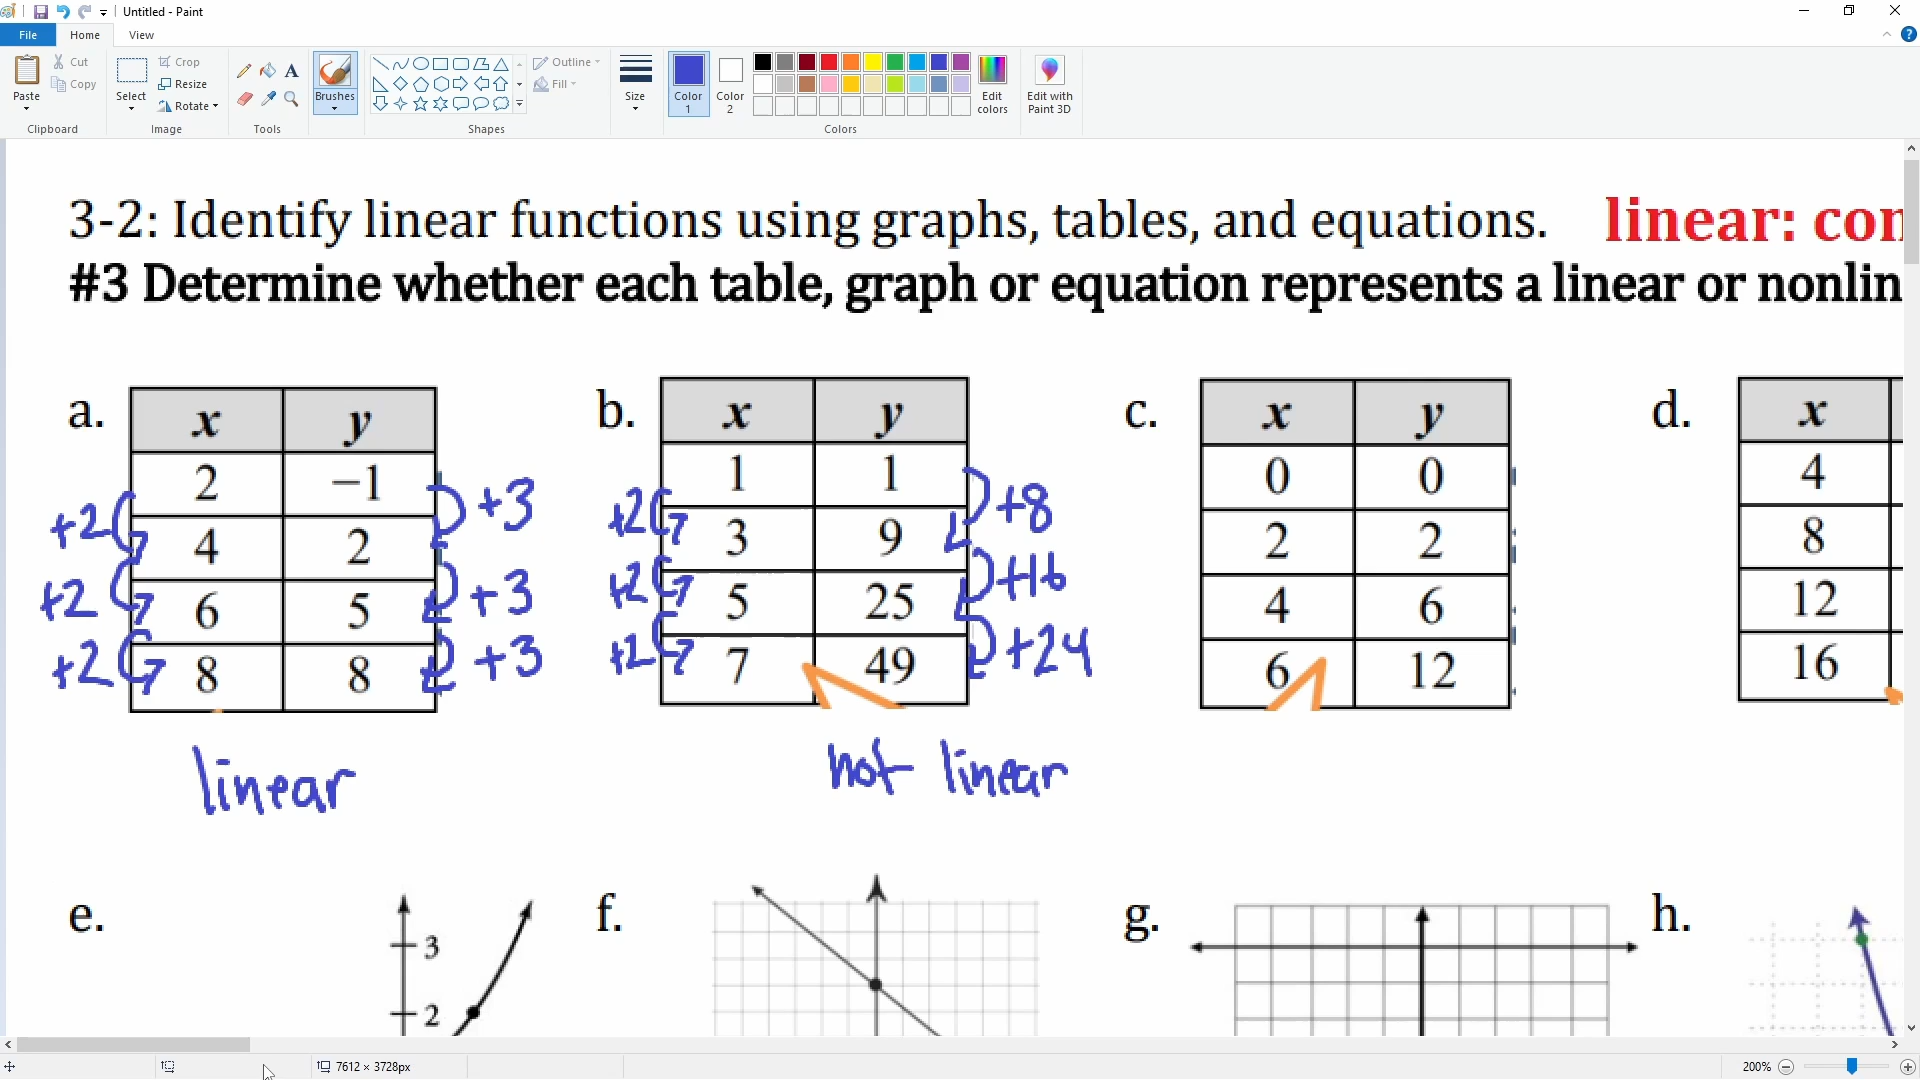 Untitled - Paint
File Home View
Paste
Cut
Copy
Clipboard
Select
Crop
Resize
Rotate
Image
A
Tools
Brushes
Outline
Fill
Shapes
Size
Color 1
Color 2
Edit colors
Colors
Edit with Paint 3D
3-2: Identify linear functions using graphs, tables, and equations. linear: con
#3 Determine whether each table, graph or equation represents a linear or nonlin
a.
x y
2 −1
4 2
6 5
8 8
+2
+2
+2
+3
+3
+3
linear
b.
x y
1 1
3 9
5 25
7 49
+2
+2
+2
+8
+16
+24
not linear
c.
x y
0 0
2 2
4 6
6 12
d.
x
4
8
12
16
e.
3
2
f.
g.
h.
7612 × 3728px
200%